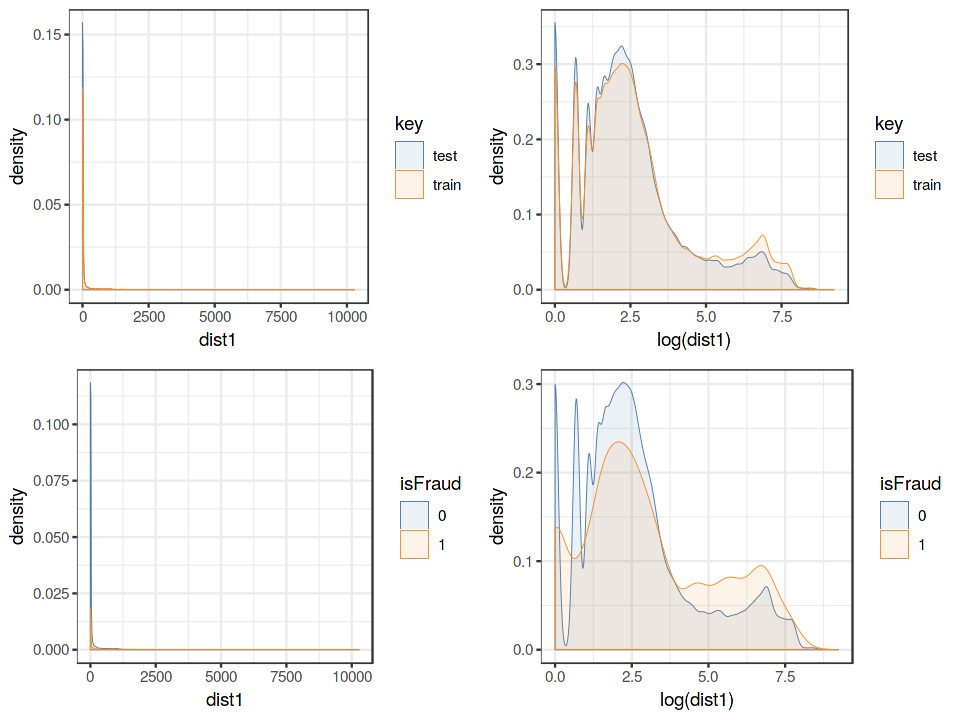 density
0.15
0.10
0.05
0.00
0 2500 5000 7500 10000
dist1
key
test
train
density
0.3
0.2
0.1
0.0
0.0 2.5 5.0 7.5
log(dist1)
key
test
train
density
0.100
0.075
0.050
0.025
0.000
0 2500 5000 7500 10000
dist1
isFraud
0
1
density
0.3
0.2
0.1
0.0
0.0 2.5 5.0 7.5
log(dist1)
isFraud
0
1